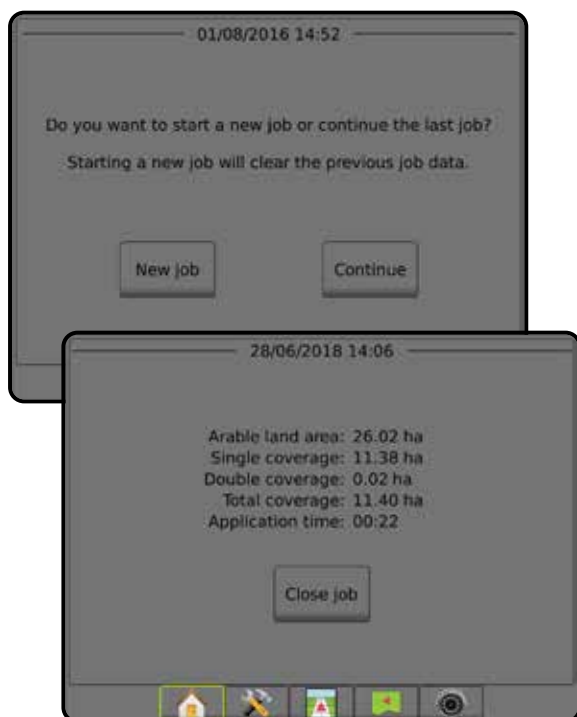 01/08/2016 14:52
Do you want to start a new job or continue the last job?
Starting a new job will clear the previous job data.
New job
Continue
28/06/2018 14:06
Arable land area: 26.02 ha
Single coverage: 11.38 ha
Double coverage: 0.02 ha
Total coverage: 11.40 ha
Application time: 00:22
Close job